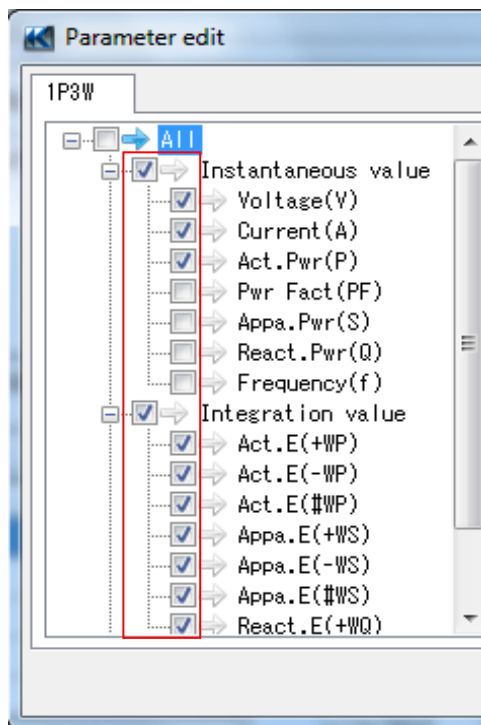 Parameter edit
1P3W
All
Instantaneous value
Voltage(V)
Current(A)
Act.Pwr(P)
Pwr Fact(PF)
Appa.Pwr(S)
React.Pwr(Q)
Frequency(f)
Integration value
Act.E(+WP)
Act.E(-WP)
Act.E(#WP)
Appa.E(+WS)
Appa.E(-WS)
Appa.E(#WS)
React.E(+WQ)